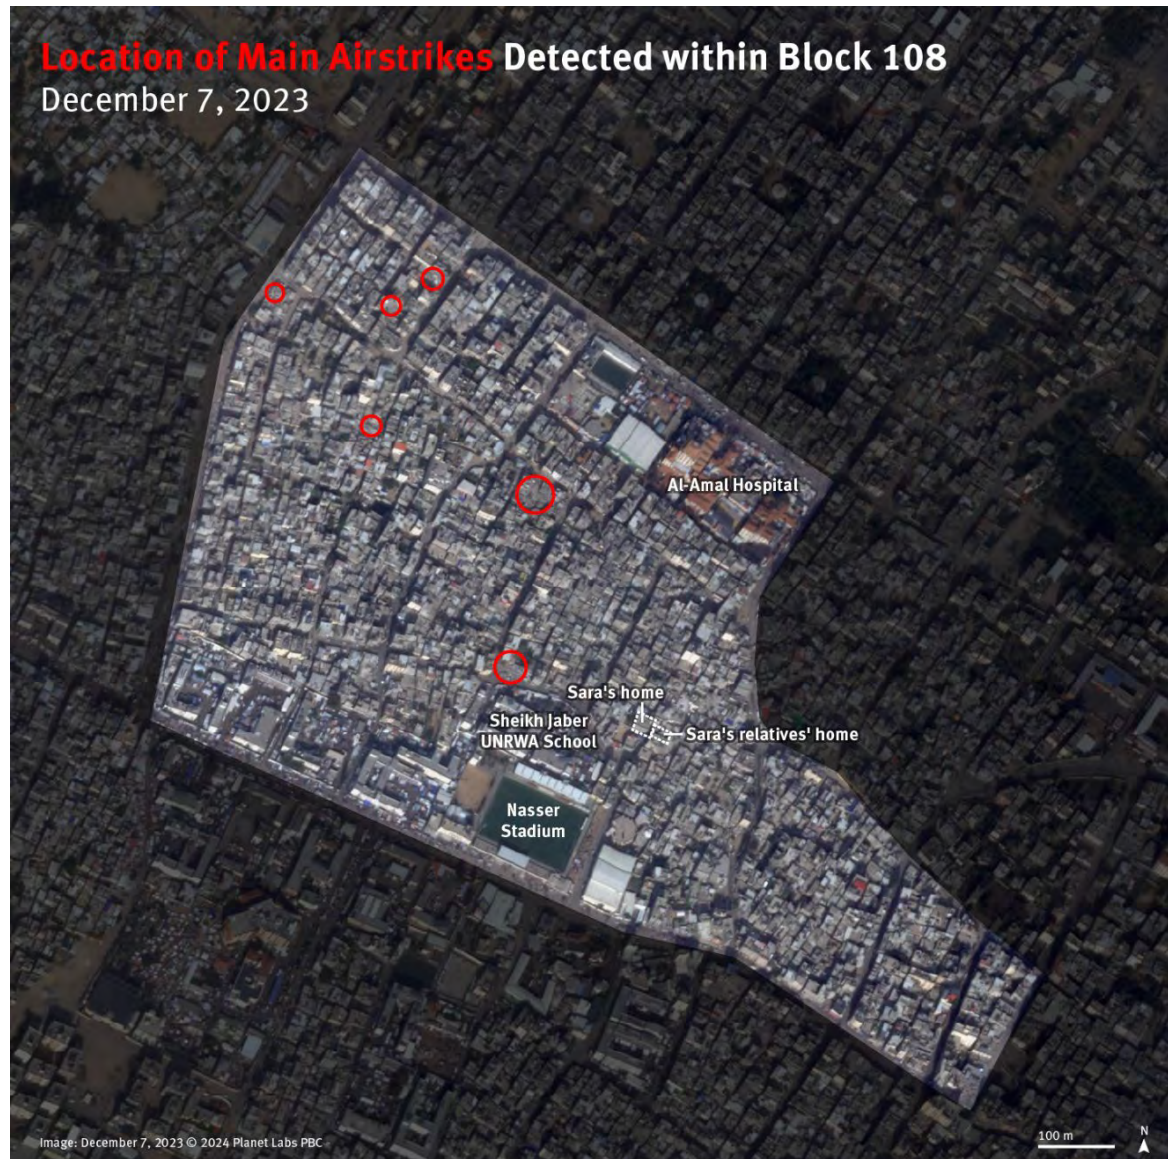 Location of Main Airstrikes Detected within Block 108
December 7, 2023
Al-Amal Hospital
Sara's home
Sheikh Jaber
UNRWA School
Sara's relatives' home
Nasser
Stadium
Image: December 7, 2023 © 2024 Planet Labs PBC
100 m
N